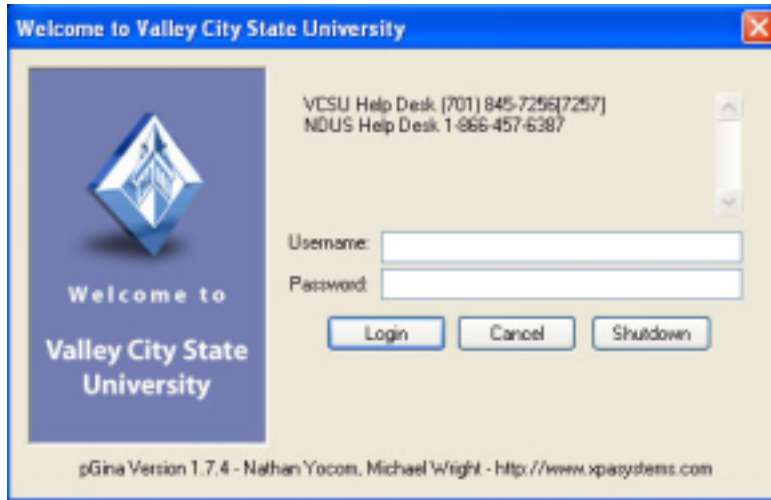 Welcome to Valley City State University
VCSU Help Desk (701) 845-7256(7257)
NDUS Help Desk 1-866-457-6387
Username:
Password:
Login Cancel Shutdown
Welcome to
Valley City State
University
pGina Version 1.7.4 - Nathan Yocom, Michael Wright - http://www.xpasystems.com